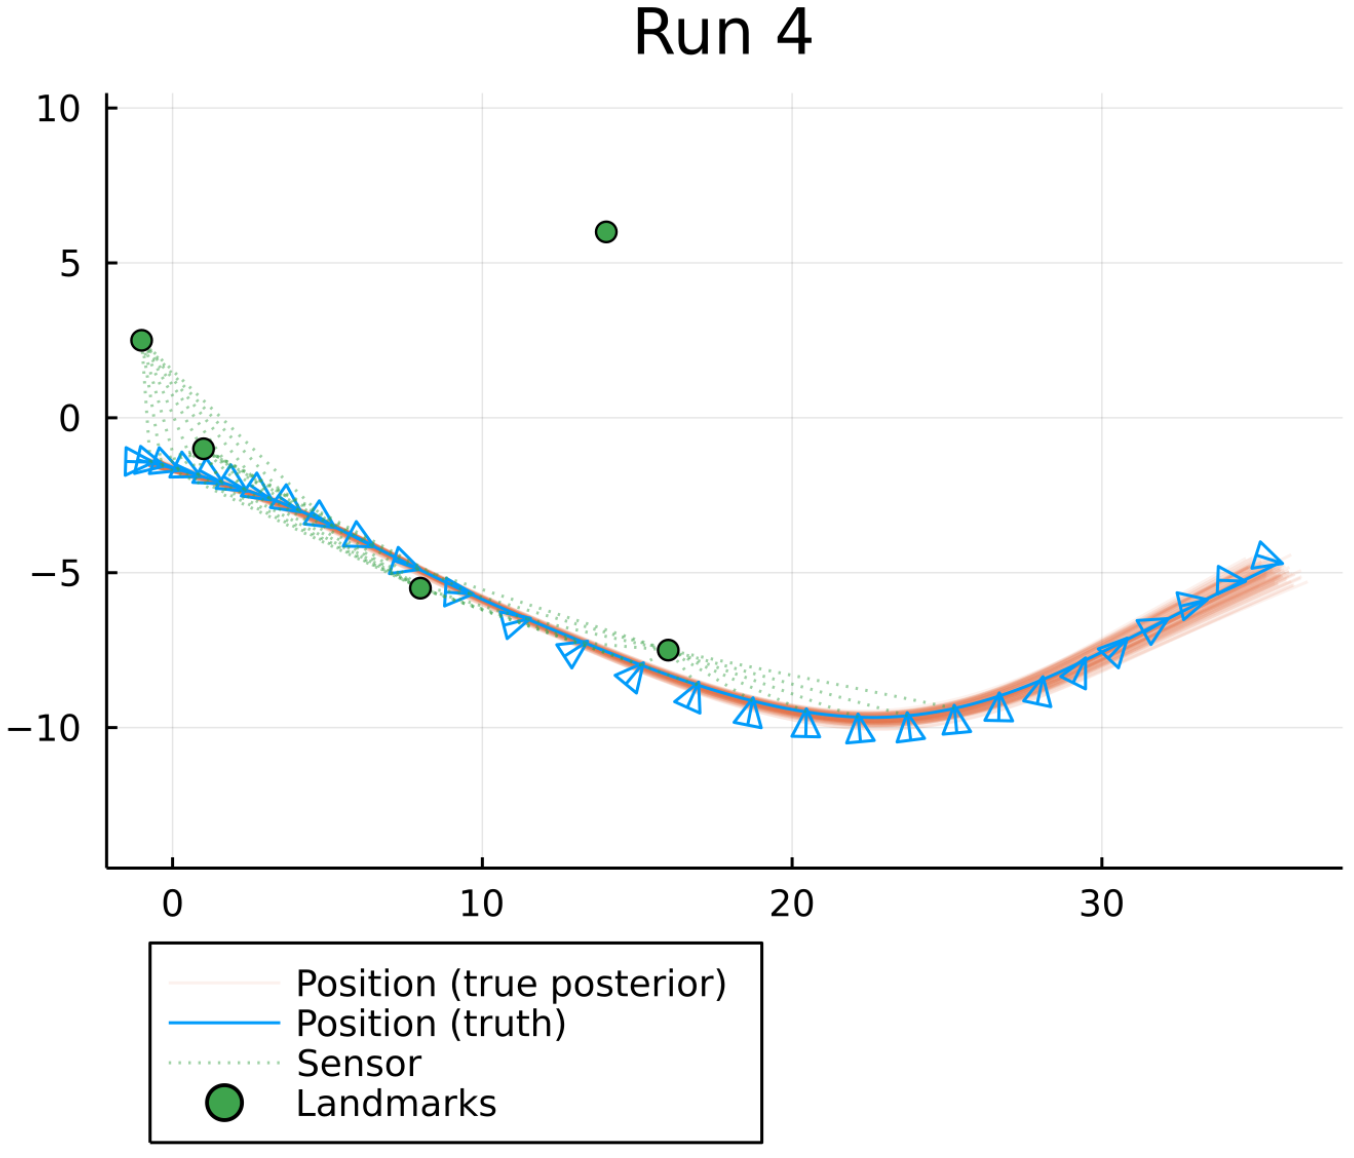 Run 4
10
5
0
−5
−10
0 10 20 30
Position (true posterior)
Position (truth)
Sensor
Landmarks